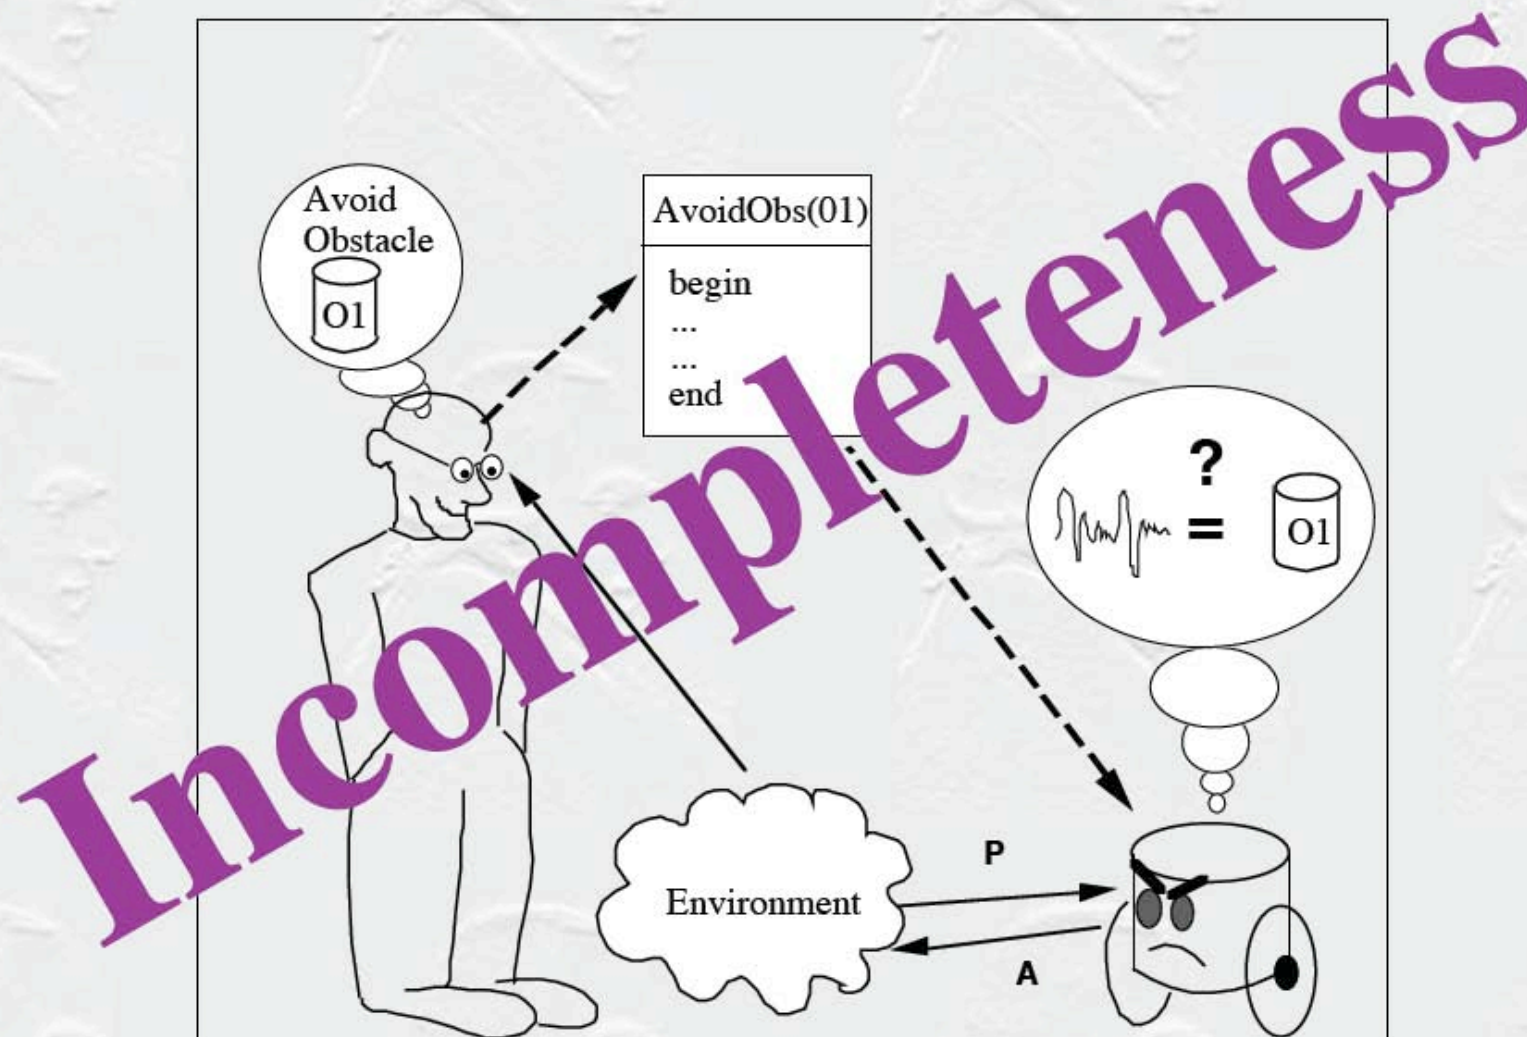 Incompleteness
Avoid
Obstacle
O1
AvoidObs(01)
begin
...
...
end
?
=
O1
P
Environment
A